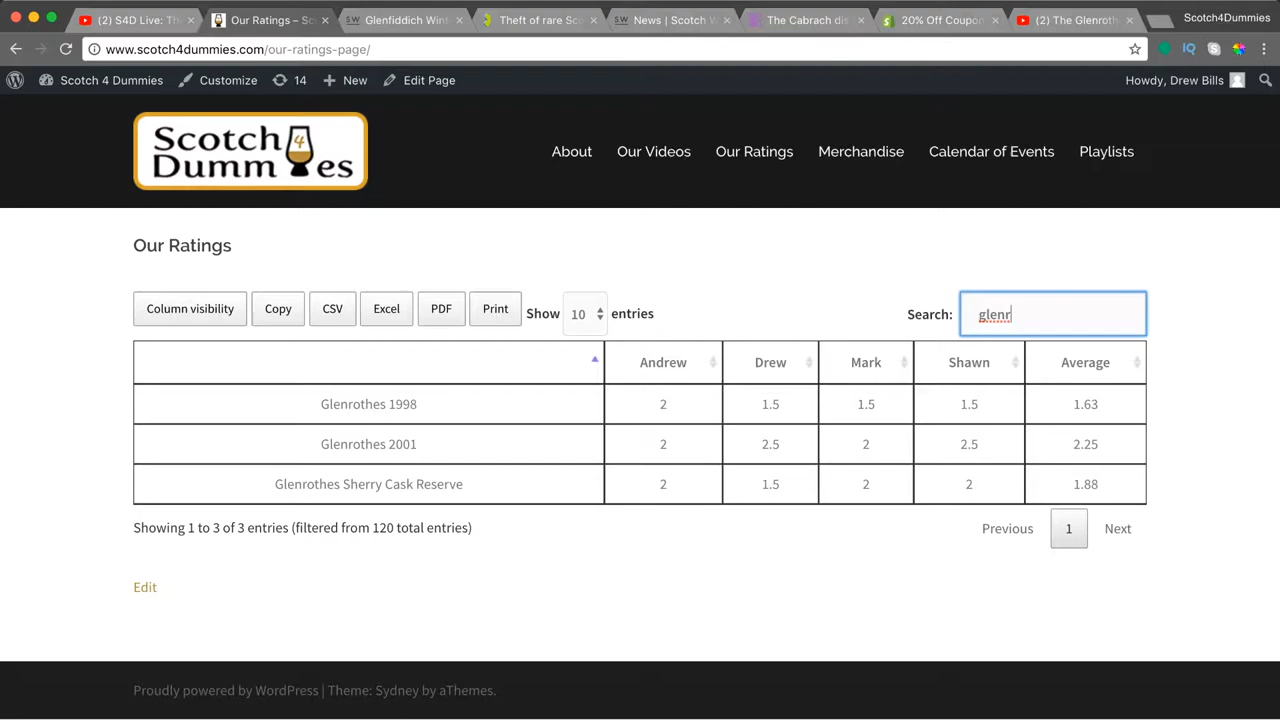 (2) S4D Live: The
Our Ratings – Sc
Glenfiddich Wint
Theft of rare Sco
News | Scotch W
The Cabrach dis
20% Off Coupon
(2) The Glenroth
Scotch4Dummies
www.scotch4dummies.com/our-ratings-page/
IQ
Scotch 4 Dummies
Customize
14
New
Edit Page
Howdy, Drew Bills
Scotch 4
Dummies
About
Our Videos
Our Ratings
Merchandise
Calendar of Events
Playlists
Our Ratings
Column visibility
Copy
CSV
Excel
PDF
Print
Show 10 entries
Search: glenr
Andrew Drew Mark Shawn Average
Glenrothes 1998 2 1.5 1.5 1.5 1.63
Glenrothes 2001 2 2.5 2 2.5 2.25
Glenrothes Sherry Cask Reserve 2 1.5 2 2 1.88
Showing 1 to 3 of 3 entries (filtered from 120 total entries)
Previous 1 Next
Edit
Proudly powered by WordPress | Theme: Sydney by aThemes.